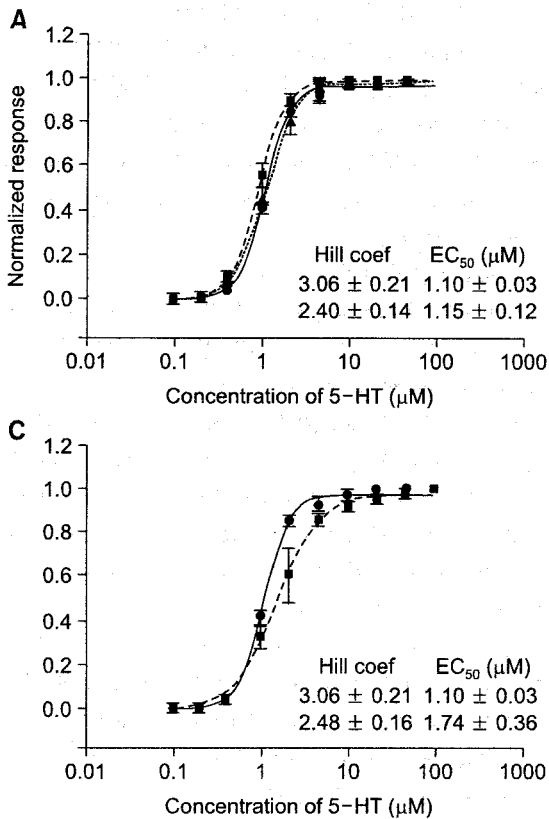 A
1.2
1.0
0.8
0.6
0.4
0.2
0.0
Normalized response
Hill coef EC50 (μM)
3.06 ± 0.21 1.10 ± 0.03
2.40 ± 0.14 1.15 ± 0.12
0.01 0.1 1 10 100 1000
Concentration of 5-HT (μM)
C
1.2
1.0
0.8
0.6
0.4
0.2
0.0
Hill coef EC50 (μM)
3.06 ± 0.21 1.10 ± 0.03
2.48 ± 0.16 1.74 ± 0.36
0.01 0.1 1 10 100 1000
Concentration of 5-HT (μM)